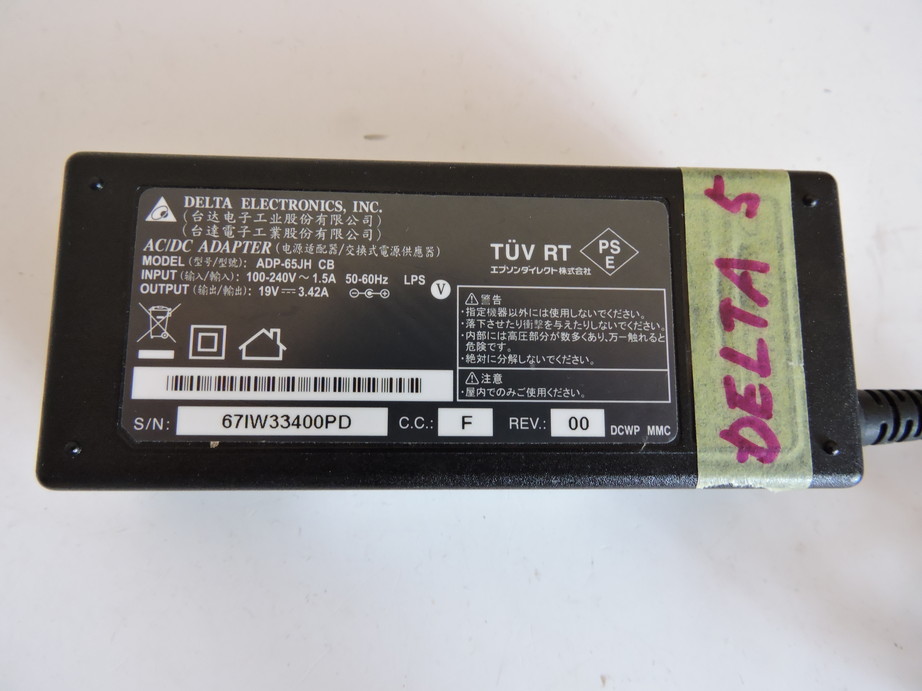 DELTA ELECTRONICS, INC.
(台达电子工业股份有限公司)
(台達電子工業股份有限公司)
AC/DC ADAPTER (电源适配器/交換式電源供應器)
MODEL (型号/型號): ADP-65JH CB
INPUT (输入/輸入): 100-240V ~ 1.5A 50-60Hz LPS
OUTPUT (输出/輸出): 19V ⎓ 3.42A
V
TÜV RT
PS
E
エプソンダイレクト株式会社
⚠警告
・指定機器以外には使用しないでください。
・落下させたり衝撃を与えたりしないでください。
・内部には高圧部分が数多くあり、万一触れると
危険です。
・絶対に分解しないでください。
⚠注意
・屋内でのみご使用ください。
S/N: 67IW33400PD C.C.: F REV.: 00 DCWP MMC
DELTA 5